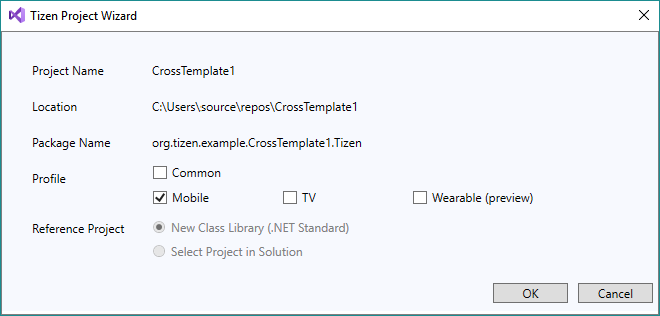 Tizen Project Wizard
Project Name CrossTemplate1
Location C:\Users\source\repos\CrossTemplate1
Package Name org.tizen.example.CrossTemplate1.Tizen
Profile Common
Mobile TV Wearable (preview)
Reference Project New Class Library (.NET Standard)
Select Project in Solution
OK Cancel